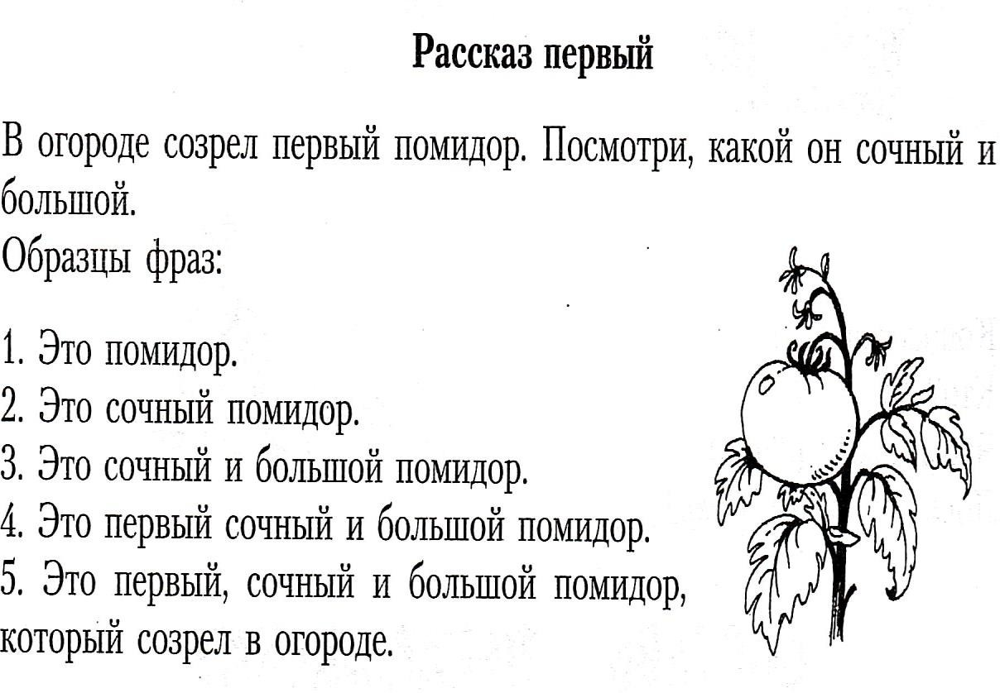 Рассказ первый
В огороде созрел первый помидор. Посмотри, какой он сочный и
большой.
Образцы фраз:
1. Это помидор.
2. Это сочный помидор.
3. Это сочный и большой помидор.
4. Это первый сочный и большой помидор.
5. Это первый, сочный и большой помидор,
который созрел в огороде.